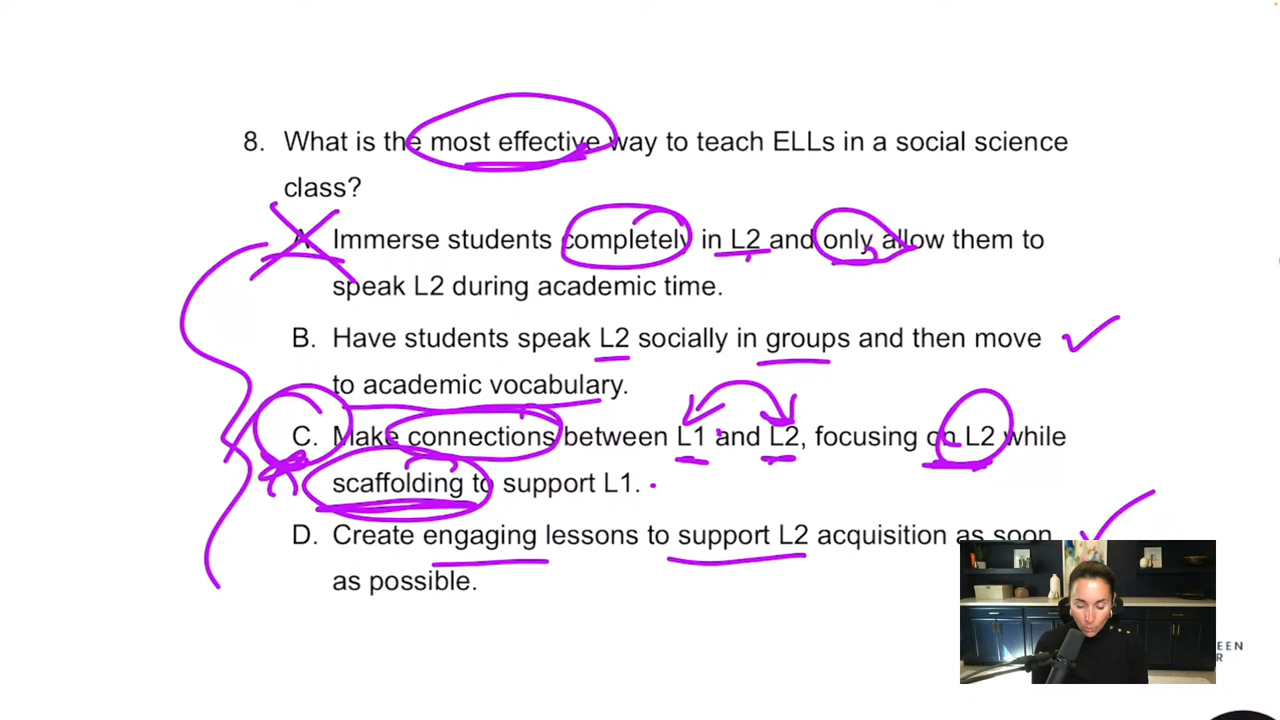 8. What is the most effective way to teach ELLs in a social science
class?
A. Immerse students completely in L2 and only allow them to
speak L2 during academic time.
B. Have students speak L2 socially in groups and then move
to academic vocabulary.
C. Make connections between L1 and L2, focusing on L2 while
scaffolding to support L1.
D. Create engaging lessons to support L2 acquisition as soon
as possible.
EEN
R